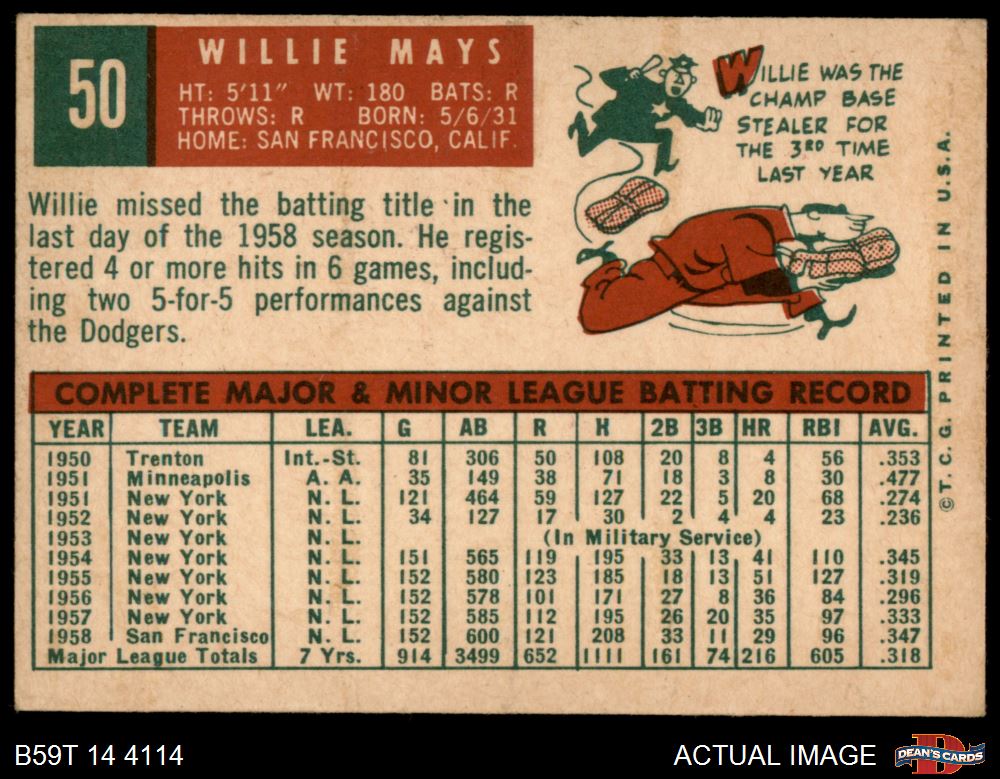 50
WILLIE MAYS
HT: 5'11" WT: 180 BATS: R
THROWS: R BORN: 5/6/31
HOME: SAN FRANCISCO, CALIF.
WILLIE WAS THE
CHAMP BASE
STEALER FOR
THE 3RD TIME
LAST YEAR
Willie missed the batting title in the
last day of the 1958 season. He regis-
tered 4 or more hits in 6 games, includ-
ing two 5-for-5 performances against
the Dodgers.
COMPLETE MAJOR & MINOR LEAGUE BATTING RECORD
YEAR TEAM LEA. G AB R H 2B 3B HR RBI AVG.
1950 Trenton Int.-St. 81 306 50 108 20 8 4 56 .353
1951 Minneapolis A. A. 35 149 38 71 18 3 8 30 .477
1951 New York N. L. 121 464 59 127 22 5 20 68 .274
1952 New York N. L. 34 127 17 30 2 4 4 23 .236
1953 New York N. L. (In Military Service)
1954 New York N. L. 151 565 119 195 33 13 41 110 .345
1955 New York N. L. 152 580 123 185 18 13 51 127 .319
1956 New York N. L. 152 578 101 171 27 8 36 84 .296
1957 New York N. L. 152 585 112 195 26 20 35 97 .333
1958 San Francisco N. L. 152 600 121 208 33 11 29 96 .347
Major League Totals 7 Yrs. 914 3499 652 1111 161 74 216 605 .318
© T. C. G. PRINTED IN U.S.A.
B59T 14 4114
ACTUAL IMAGE
DEAN'S CARDS